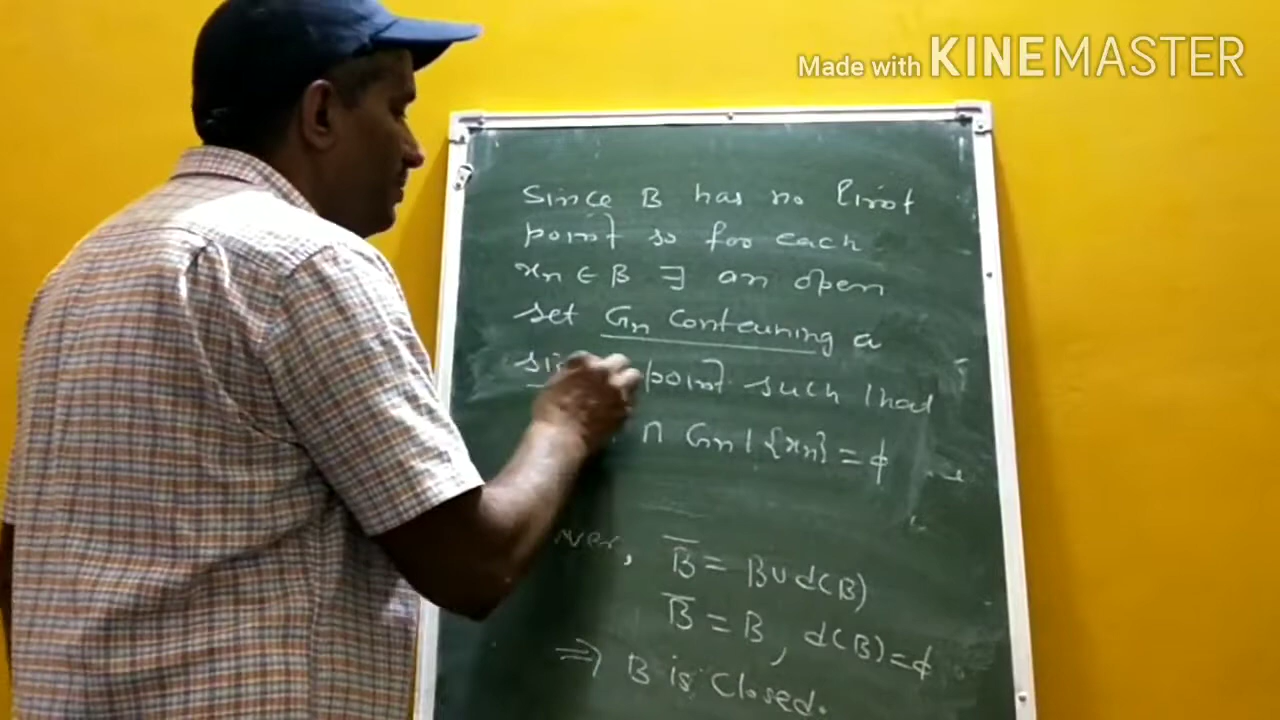 Made with KINEMASTER
Since B has no limit
point so for each
xₙ ∈ B ∃ an open
set Gₙ containing a
point such that
∩ Gₙ | {xₙ} = ϕ
B̅ = B ∪ d(B)
B̅ = B, d(B) = ϕ
⇒ B is closed.